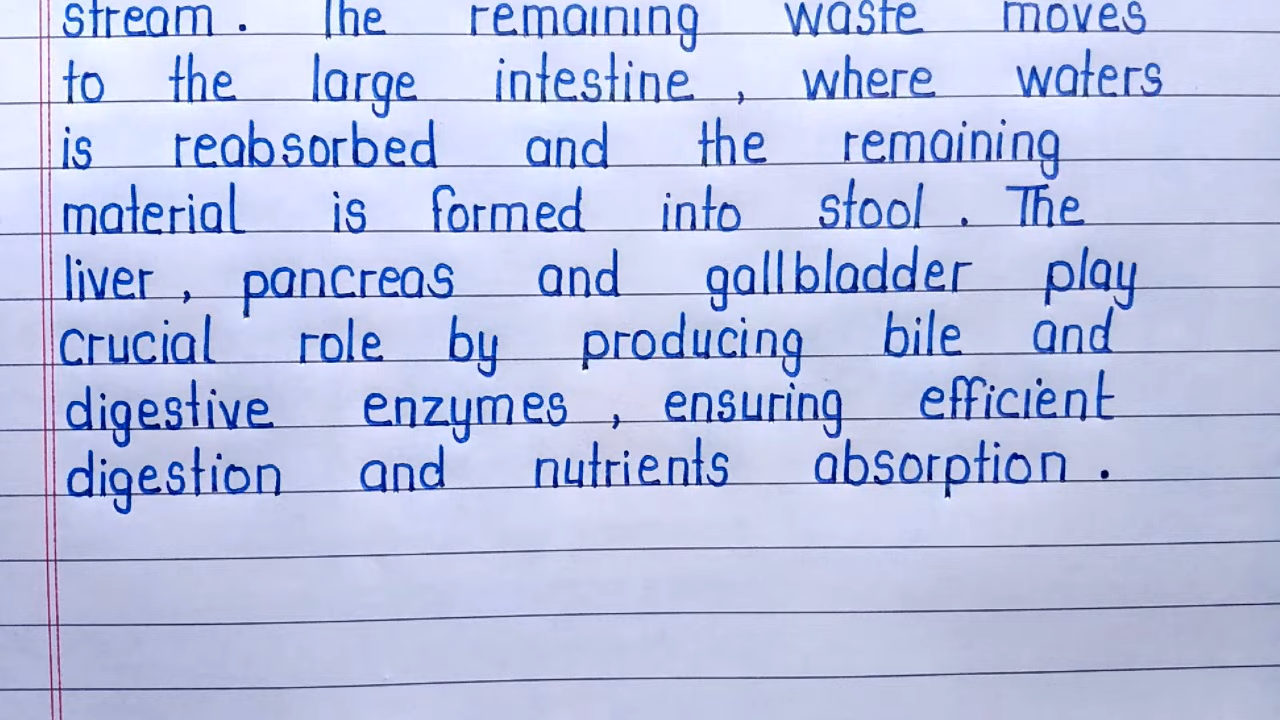 stream. The remaining waste moves
to the large intestine, where waters
is reabsorbed and the remaining
material is formed into stool. The
liver, pancreas and gallbladder play
crucial role by producing bile and
digestive enzymes, ensuring efficient
digestion and nutrients absorption.